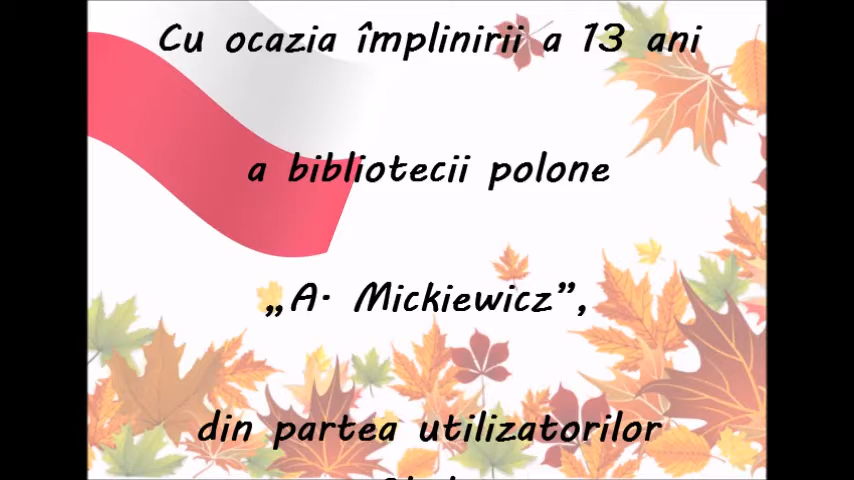 Cu ocazia împlinirii a 13 ani
a bibliotecii polone
„A. Mickiewicz”,
din partea utilizatorilor